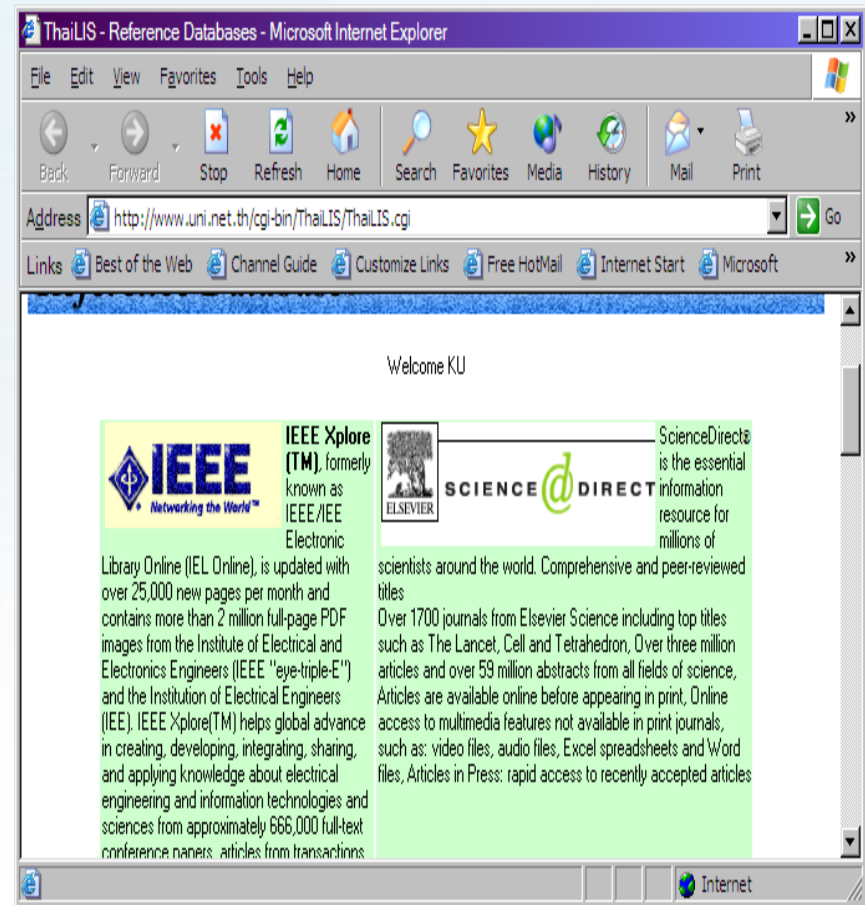 ThaiLIS - Reference Databases - Microsoft Internet Explorer
File Edit View Favorites Tools Help
Back Forward Stop Refresh Home Search Favorites Media History Mail Print
Address http://www.uni.net.th/cgi-bin/ThaiLIS/ThaiLIS.cgi Go
Links Best of the Web Channel Guide Customize Links Free HotMail Internet Start Microsoft
Welcome KU
IEEE
Networking the World™
IEEE Xplore
(TM), formerly
known as
IEEE/IEE
Electronic
Library Online (IEL Online), is updated with
over 25,000 new pages per month and
contains more than 2 million full-page PDF
images from the Institute of Electrical and
Electronics Engineers (IEEE "eye-triple-E")
and the Institution of Electrical Engineers
(IEE). IEEE Xplore(TM) helps global advance
in creating, developing, integrating, sharing,
and applying knowledge about electrical
engineering and information technologies and
sciences from approximately 666,000 full-text
conference papers, articles from transactions
ELSEVIER
SCIENCE @ DIRECT
ScienceDirect®
is the essential
information
resource for
millions of
scientists around the world. Comprehensive and peer-reviewed
titles
Over 1700 journals from Elsevier Science including top titles
such as The Lancet, Cell and Tetrahedron, Over three million
articles and over 59 million abstracts from all fields of science,
Articles are available online before appearing in print, Online
access to multimedia features not available in print journals,
such as: video files, audio files, Excel spreadsheets and Word
files, Articles in Press: rapid access to recently accepted articles
Internet